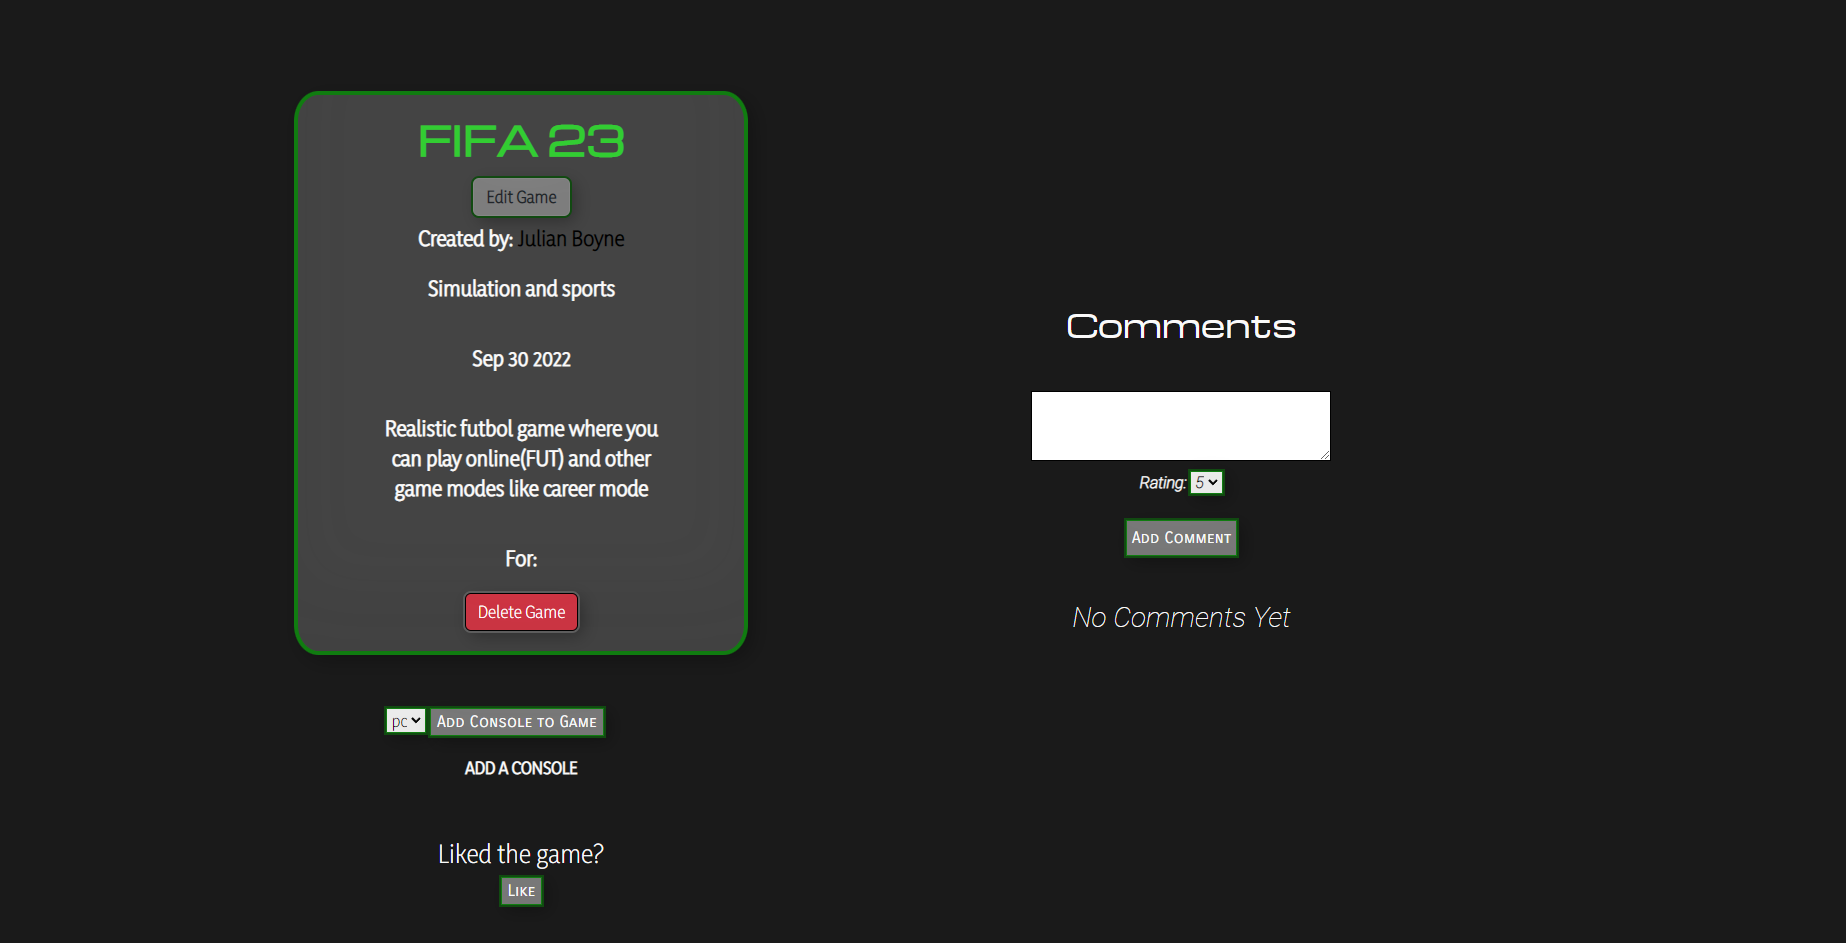 FIFA 23
Edit Game
Created by: Julian Boyne
Simulation and sports
Sep 30 2022
Realistic futbol game where you
can play online(FUT) and other
game modes like career mode
For:
Delete Game
pc Add Console to Game
ADD A CONSOLE
Liked the game?
Like
Comments
Rating: 5
Add Comment
No Comments Yet